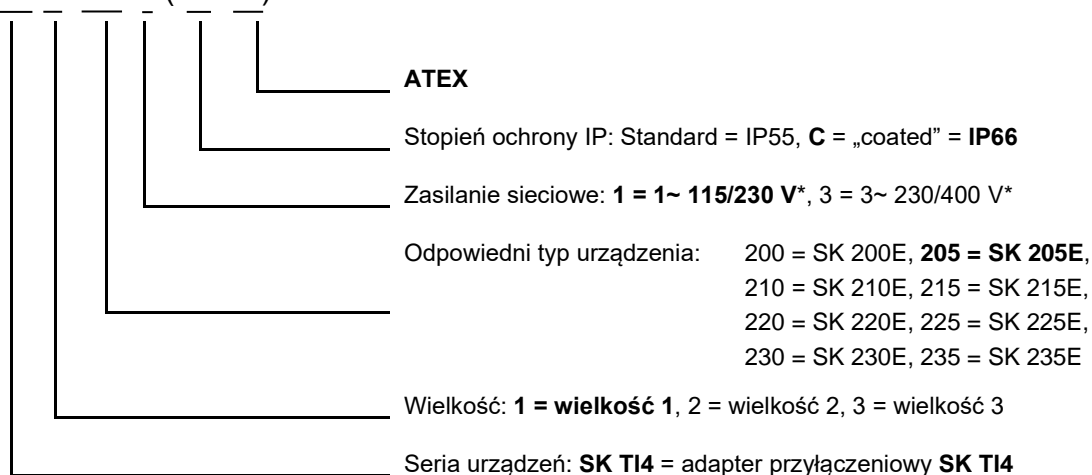 ATEX
Stopień ochrony IP: Standard = IP55, C = „coated” = IP66
Zasilanie sieciowe: 1 = 1~ 115/230 V*, 3 = 3~ 230/400 V*
Odpowiedni typ urządzenia: 200 = SK 200E, 205 = SK 205E,
210 = SK 210E, 215 = SK 215E,
220 = SK 220E, 225 = SK 225E,
230 = SK 230E, 235 = SK 235E
Wielkość: 1 = wielkość 1, 2 = wielkość 2, 3 = wielkość 3
Seria urządzeń: SK TI4 = adapter przyłączeniowy SK TI4